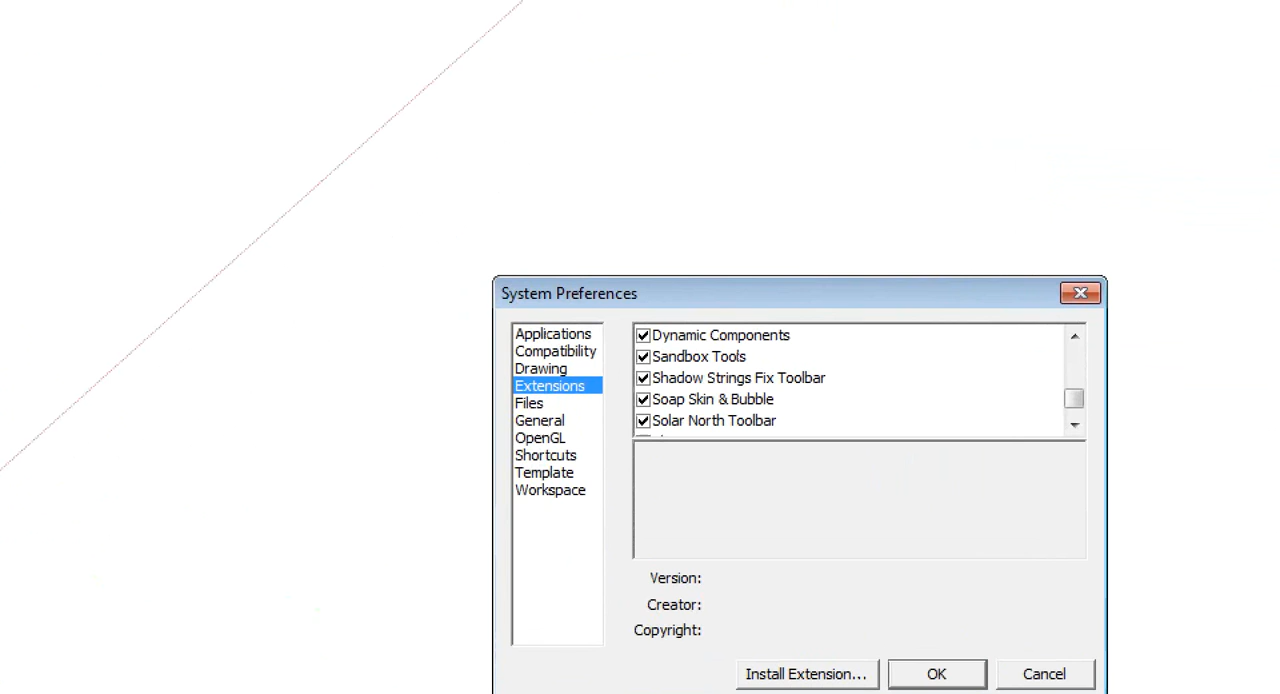 System Preferences
Applications
Compatibility
Drawing
Extensions
Files
General
OpenGL
Shortcuts
Template
Workspace
Dynamic Components
Sandbox Tools
Shadow Strings Fix Toolbar
Soap Skin & Bubble
Solar North Toolbar
Version:
Creator:
Copyright:
Install Extension...
OK
Cancel